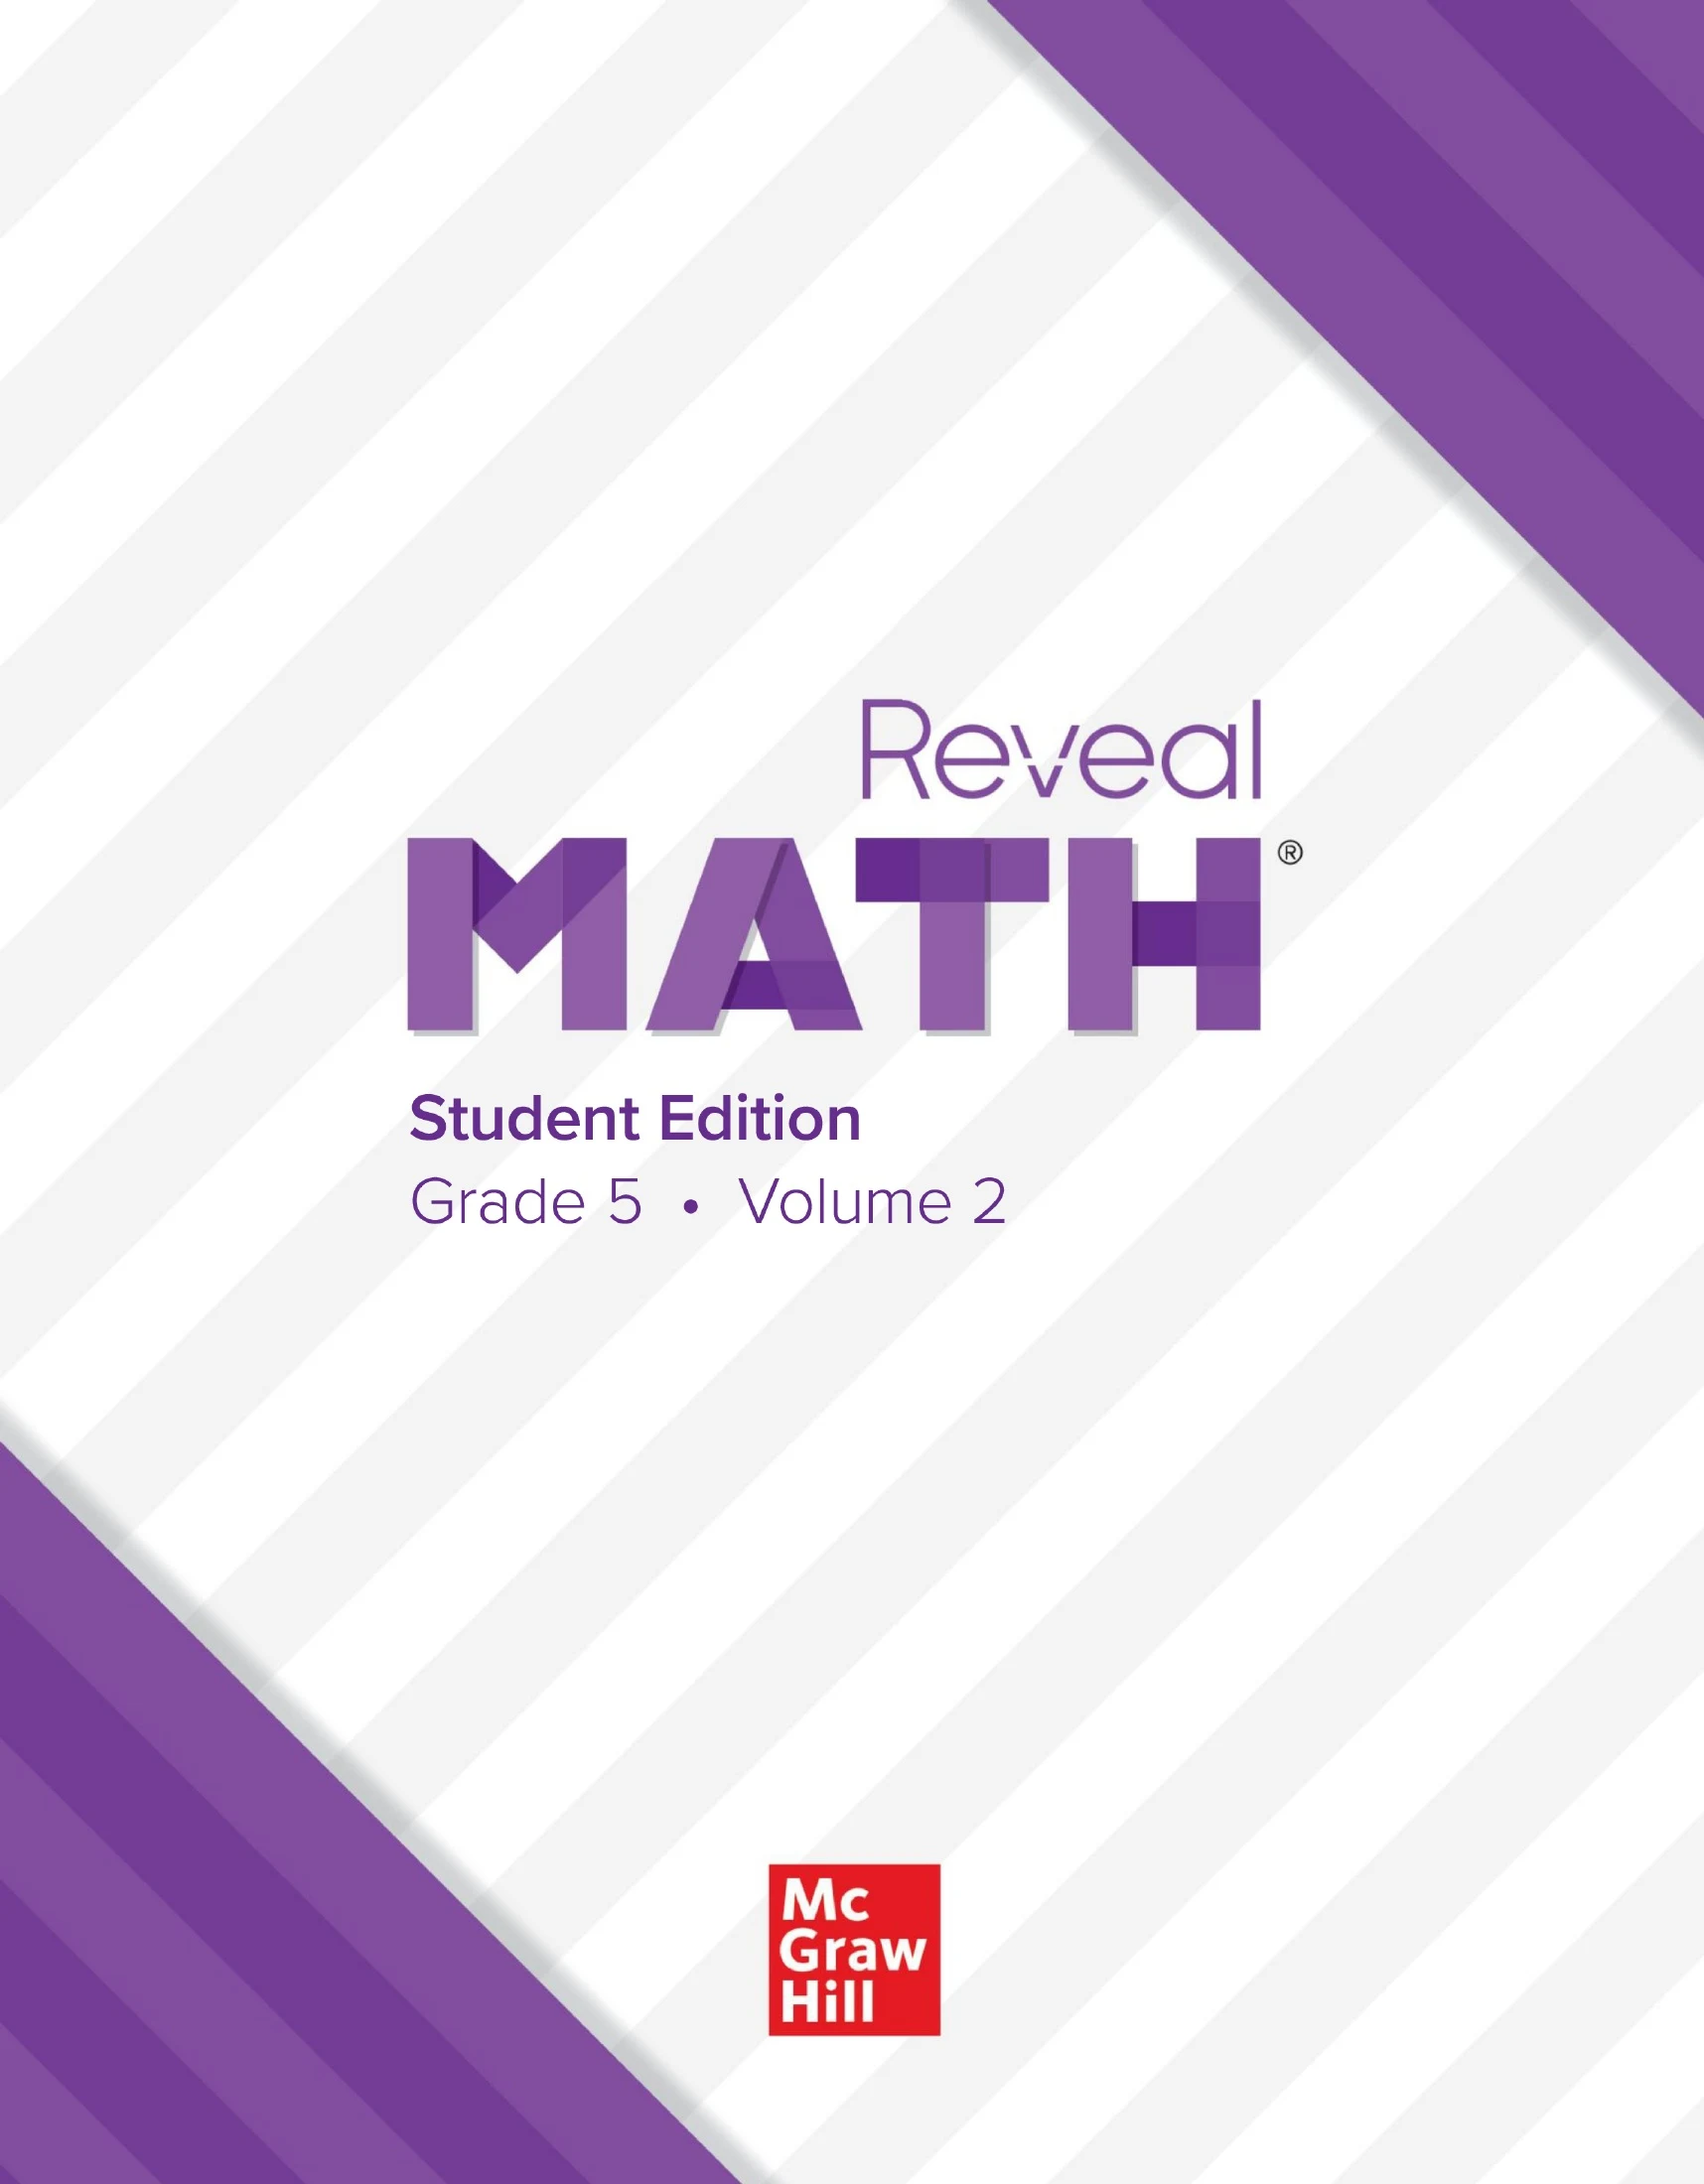 Reveal
MATH®
Student Edition
Grade 5 • Volume 2
Mc
Graw
Hill